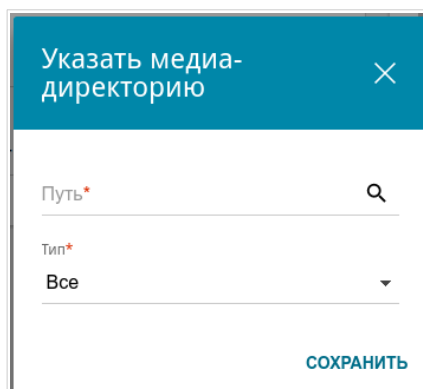 Указать медиа-
директорию
Путь*
Тип*
Все
СОХРАНИТЬ